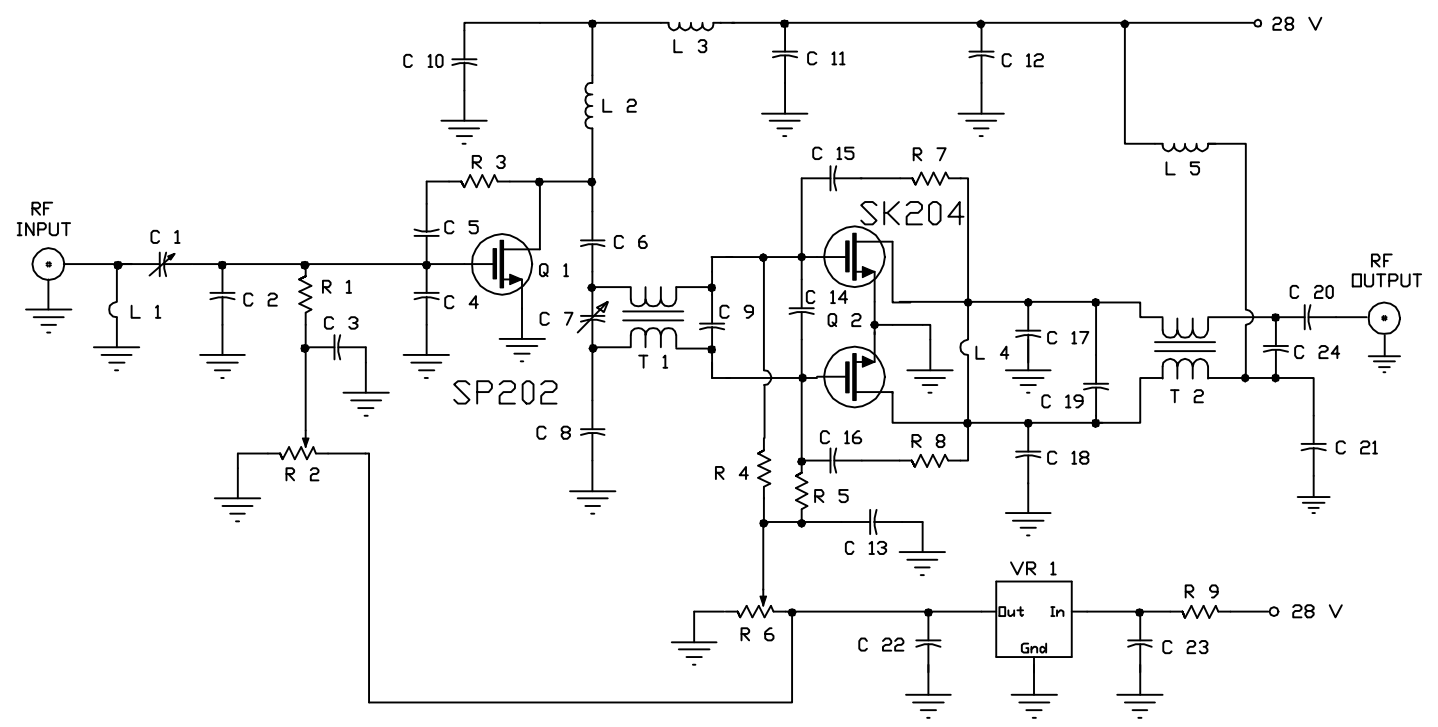 28 V
L 3
C 10
C 11
C 12
L 2
R 3
C 15
R 7
L 5
RF
INPUT
SK204
C 1
C 5
C 6
Q 1
RF
OUTPUT
C 2
R 1
C 4
L 1
C 3
C 7
T 1
C 9
C 14
Q 2
C 20
C 17
L 4
C 24
C 19
T 2
SP202
C 8
C 16
R 8
C 18
C 21
R 2
R 4
R 5
C 13
VR 1
R 9
Out
In
28 V
R 6
C 22
Gnd
C 23